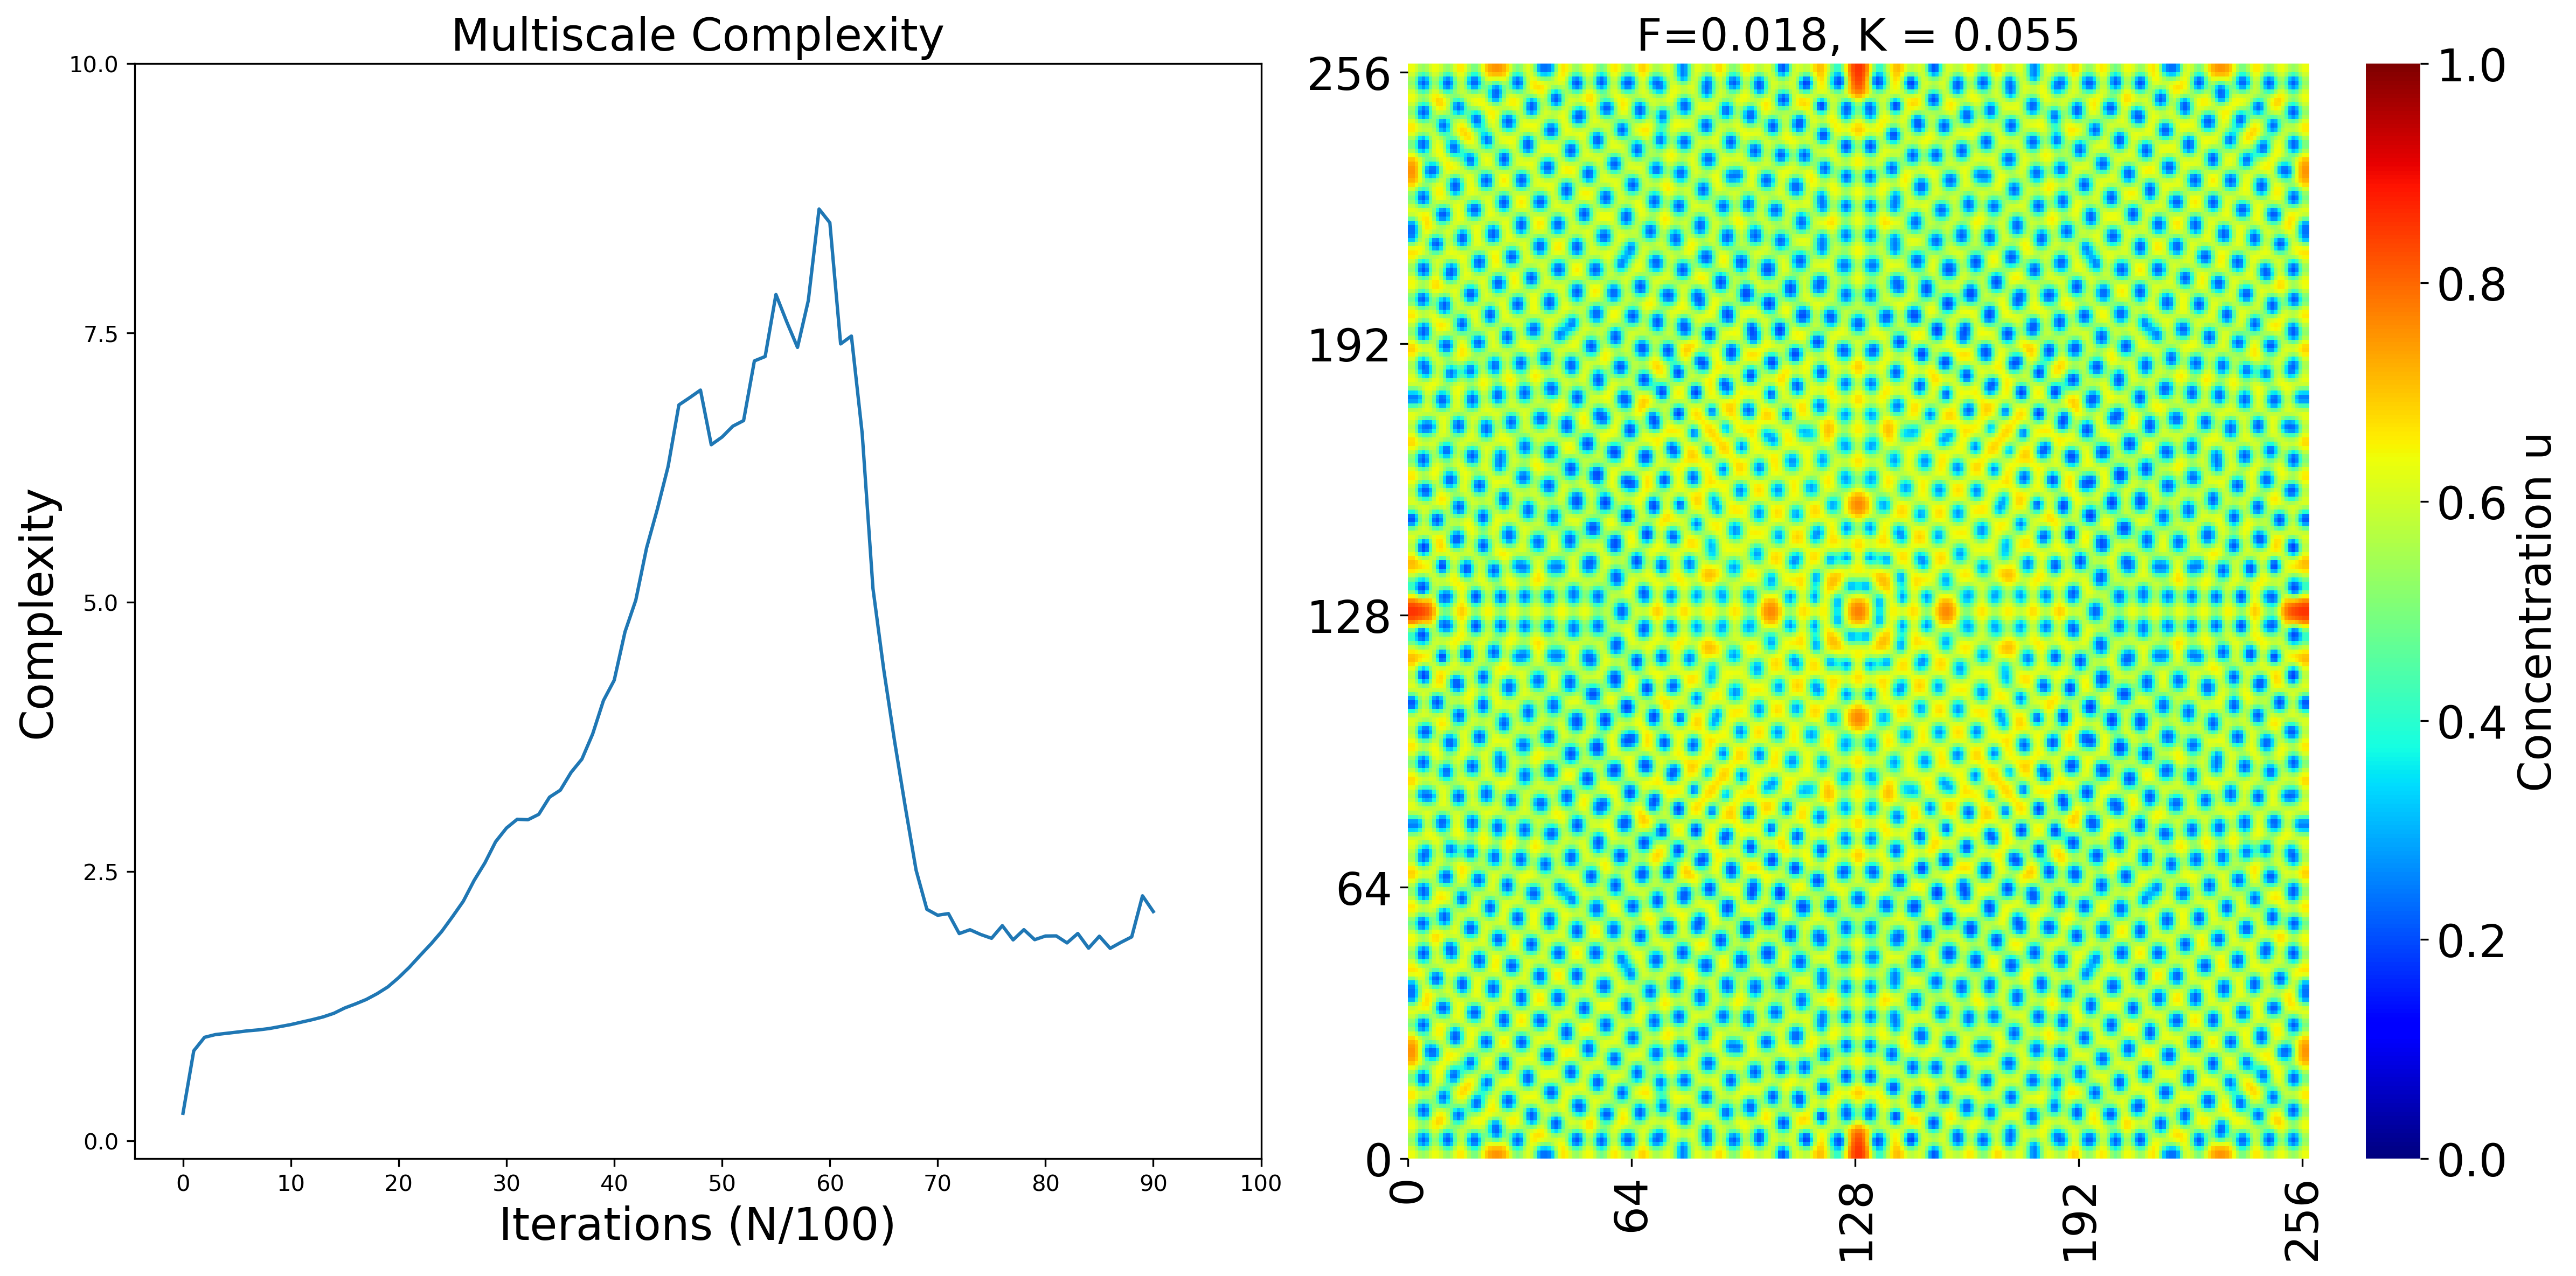 Multiscale Complexity
10.0
7.5
5.0
2.5
0.0
Complexity
0 10 20 30 40 50 60 70 80 90 100
Iterations (N/100)
F=0.018, K = 0.055
256
192
128
64
0
0 64 128 192 256
1.0
0.8
0.6
0.4
0.2
0.0
Concentration u